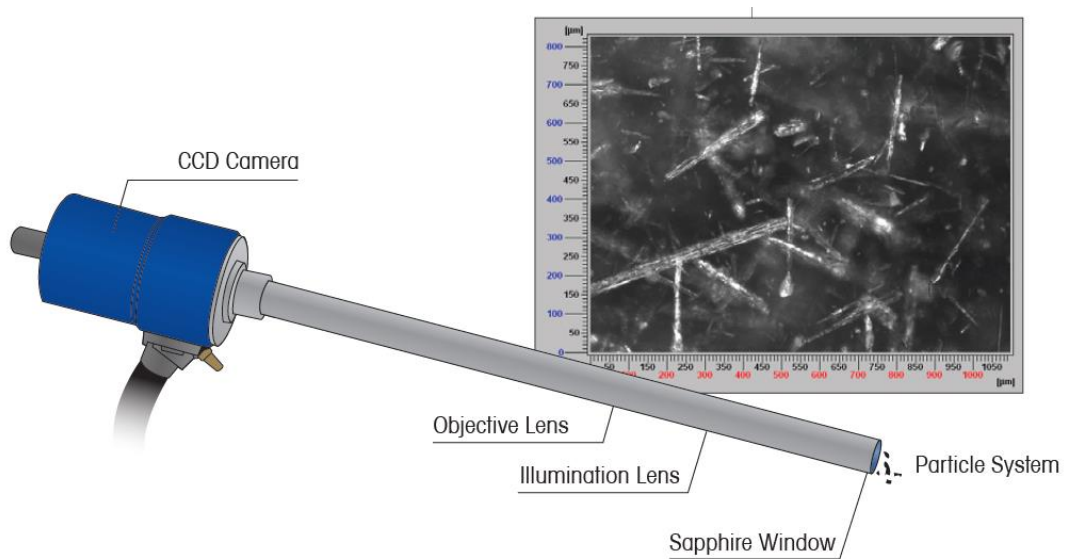 [µm]
800
750
700
650
600
550
500
450
400
350
300
250
200
150
100
50
0
50 150 250 350 450 550 650 750 850 950 1050
200 300 400 500 600 700 800 900 1000
[µm]
CCD Camera
Objective Lens
Illumination Lens
Particle System
Sapphire Window